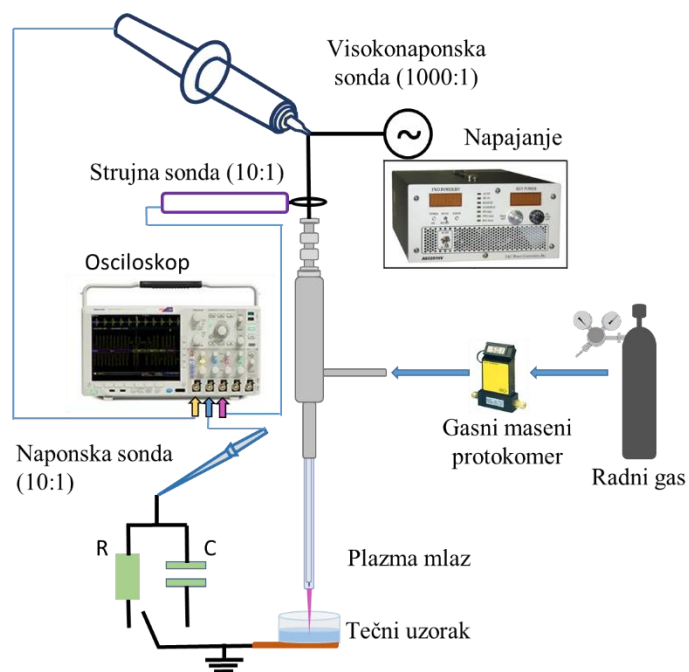 Visokonaponska
sonda (1000:1)
Napajanje
Strujna sonda (10:1)
Osciloskop
Gasni maseni
protokomer
Radni gas
Naponska sonda
(10:1)
R
C
Plazma mlaz
Tečni uzorak